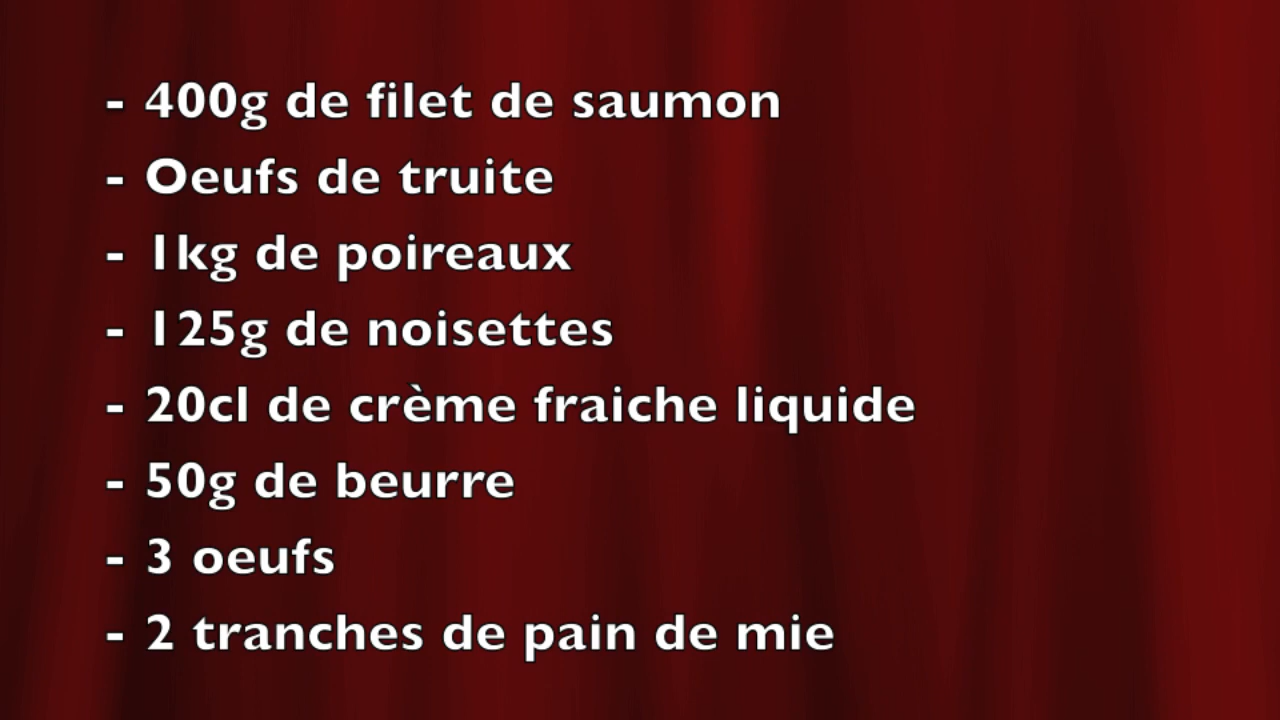 - 400g de filet de saumon
- Oeufs de truite
- 1kg de poireaux
- 125g de noisettes
- 20cl de crème fraiche liquide
- 50g de beurre
- 3 oeufs
- 2 tranches de pain de mie